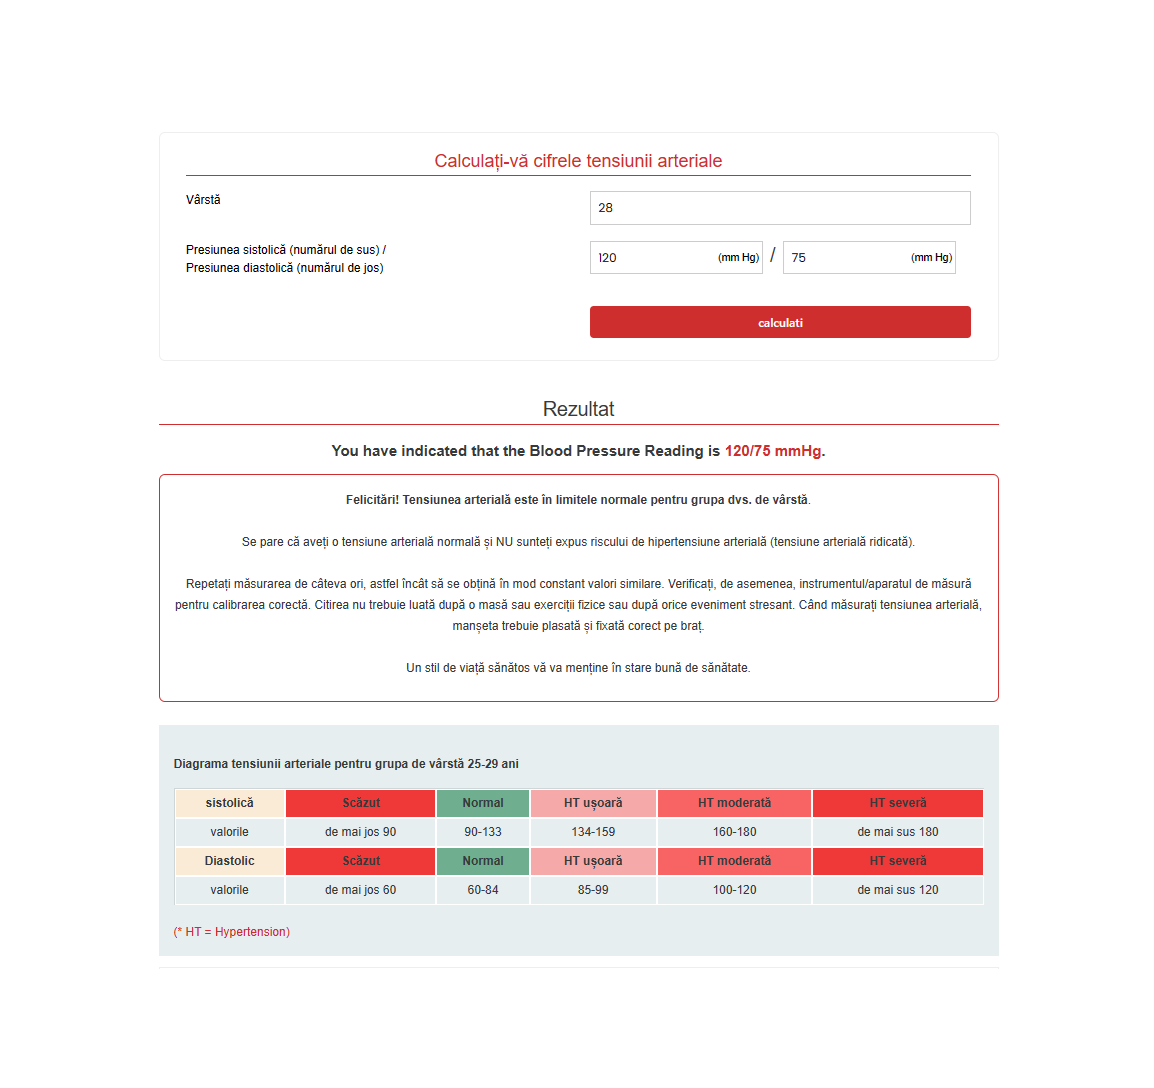 Calculați-vă cifrele tensiunii arteriale
Vârstă
28
Presiunea sistolică (numărul de sus) /
Presiunea diastolică (numărul de jos)
120 (mm Hg) / 75 (mm Hg)
calculati
Rezultat
You have indicated that the Blood Pressure Reading is 120/75 mmHg.
Felicitări! Tensiunea arterială este în limitele normale pentru grupa dvs. de vârstă.
Se pare că aveți o tensiune arterială normală și NU sunteți expus riscului de hipertensiune arterială (tensiune arterială ridicată).
Repetați măsurarea de câteva ori, astfel încât să se obțină în mod constant valori similare. Verificați, de asemenea, instrumentul/aparatul de măsură
pentru calibrarea corectă. Citirea nu trebuie luată după o masă sau exerciții fizice sau după orice eveniment stresant. Când măsurați tensiunea arterială,
manșeta trebuie plasată și fixată corect pe braț.
Un stil de viață sănătos vă va menține în stare bună de sănătate.
Diagrama tensiunii arteriale pentru grupa de vârstă 25-29 ani
sistolică Scăzut Normal HT ușoară HT moderată HT severă
valorile de mai jos 90 90-133 134-159 160-180 de mai sus 180
Diastolic Scăzut Normal HT ușoară HT moderată HT severă
valorile de mai jos 60 60-84 85-99 100-120 de mai sus 120
(* HT = Hypertension)